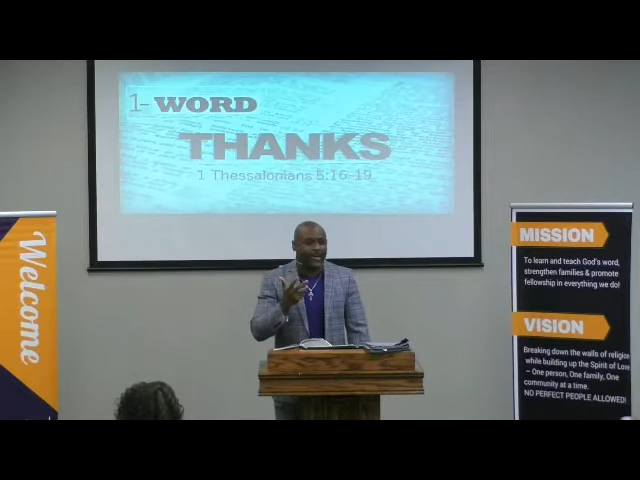 1- WORD
THANKS
1 Thessalonians 5:16-19
Welcome
MISSION
To learn and teach God's word,
strengthen families & promote
fellowship in everything we do!
VISION
Breaking down the walls of religion
while building up the Spirit of Love
– One person, One family, One
community at a time.
NO PERFECT PEOPLE ALLOWED!